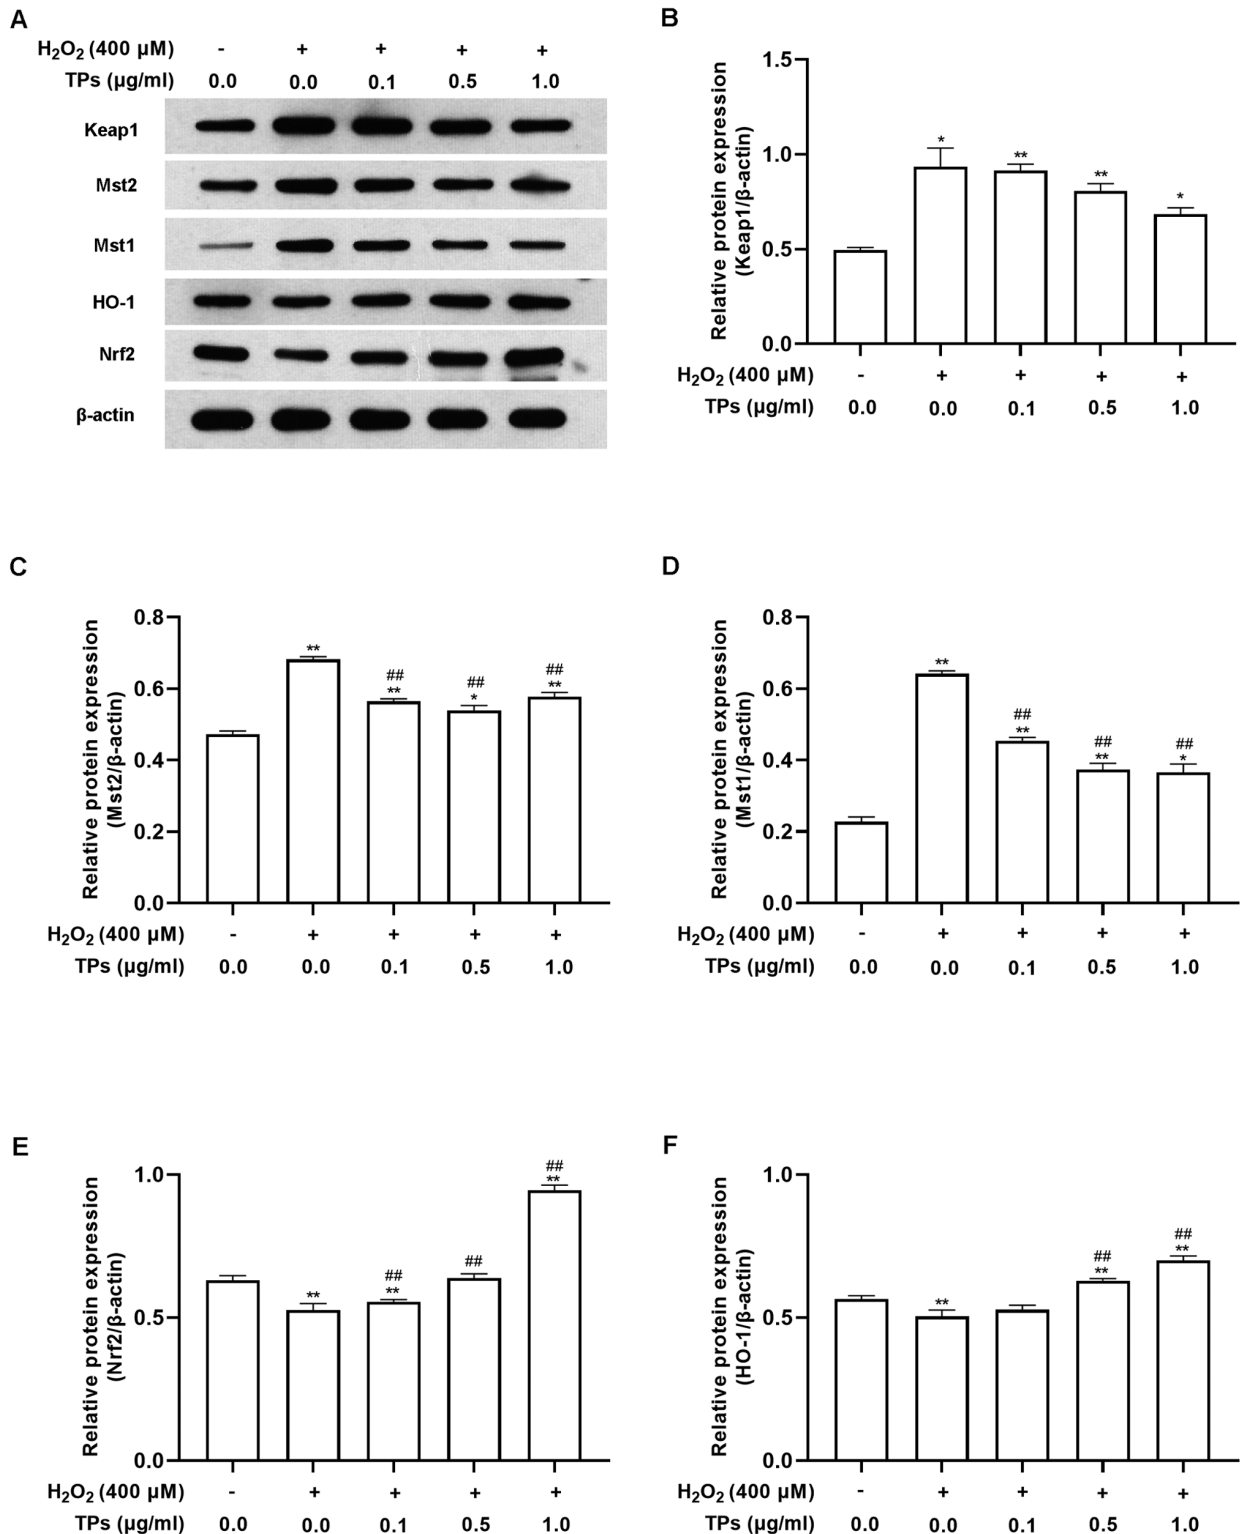 A
H₂O₂ (400 μM) - + + + +
TPs (μg/ml) 0.0 0.0 0.1 0.5 1.0
Keap1
Mst2
Mst1
HO-1
Nrf2
β-actin
B
Relative protein expression
(Keap1/β-actin)
1.5
1.0
0.5
0.0
* ** ** *
H₂O₂ (400 μM) - + + + +
TPs (μg/ml) 0.0 0.0 0.1 0.5 1.0
C
Relative protein expression
(Mst2/β-actin)
0.8
0.6
0.4
0.2
0.0
## ## ##
** ** * **
H₂O₂ (400 μM) - + + + +
TPs (μg/ml) 0.0 0.0 0.1 0.5 1.0
D
Relative protein expression
(Mst1/β-actin)
0.8
0.6
0.4
0.2
0.0
## ## ##
** ** ** *
H₂O₂ (400 μM) - + + + +
TPs (μg/ml) 0.0 0.0 0.1 0.5 1.0
E
Relative protein expression
(Nrf2/β-actin)
1.0
0.5
0.0
## ## ##
** ** **
H₂O₂ (400 μM) - + + + +
TPs (μg/ml) 0.0 0.0 0.1 0.5 1.0
F
Relative protein expression
(HO-1/β-actin)
1.0
0.5
0.0
## ##
** ** **
H₂O₂ (400 μM) - + + + +
TPs (μg/ml) 0.0 0.0 0.1 0.5 1.0